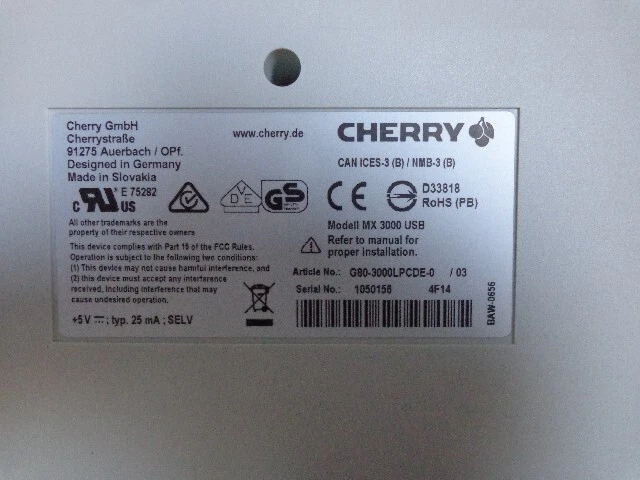 Cherry GmbH
Cherrystraße
91275 Auerbach / OPf.
Designed in Germany
Made in Slovakia
www.cherry.de
CHERRY
CAN ICES-3 (B) / NMB-3 (B)
c RU US
E 75282
VDE
GS
CE
D33818
RoHS (PB)
All other trademarks are the
property of their respective owners
This device complies with Part 15 of the FCC Rules.
Operation is subject to the following two conditions:
(1) This device may not cause harmful interference, and
(2) this device must accept any interference
received, including interference that may
cause undesired operation.
+5V ; typ. 25 mA ; SELV
Modell MX 3000 USB
Refer to manual for
proper installation.
Article No.: G80-3000LPCDE-0 / 03
Serial No.: 1050156 4F14
BAW-0656